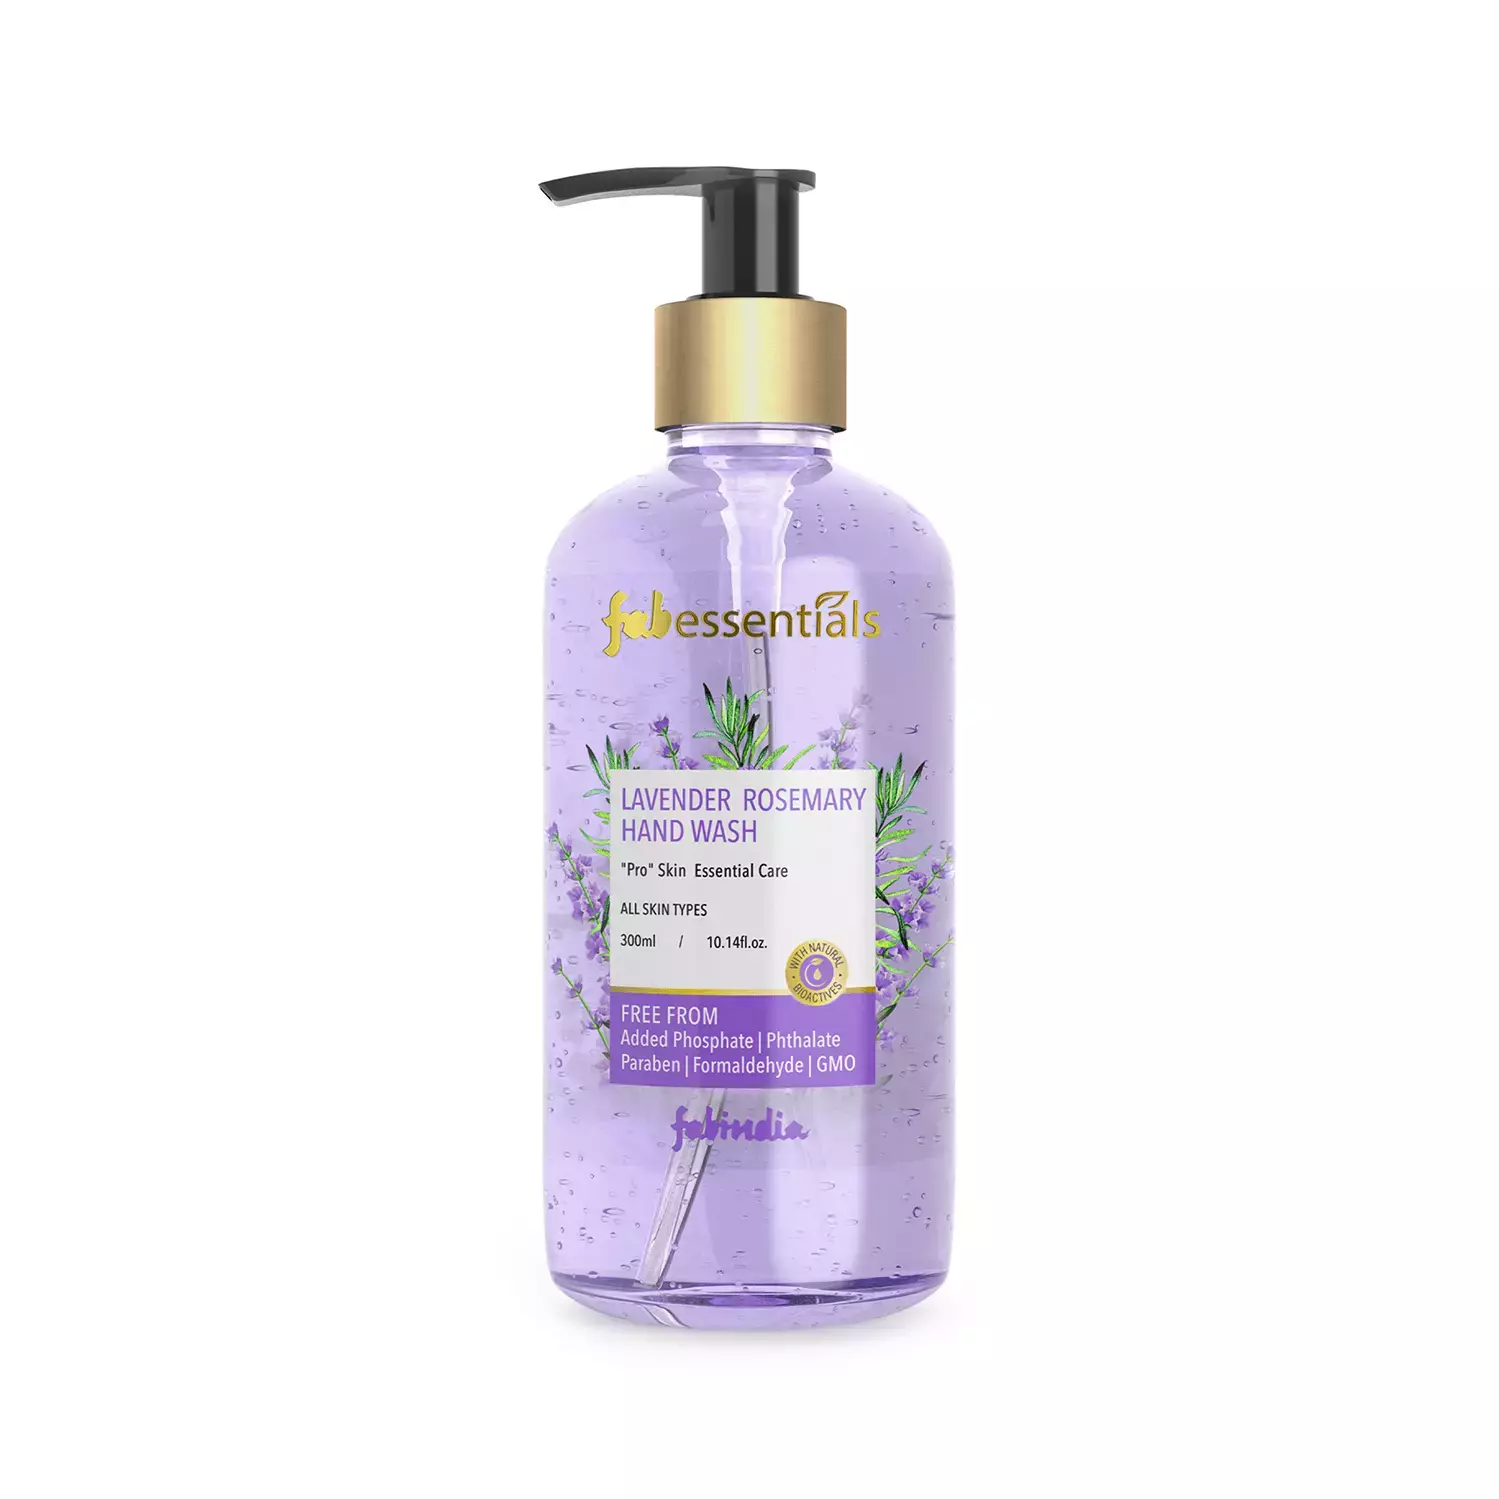 fabessentials
LAVENDER ROSEMARY
HAND WASH
"Pro" Skin Essential Care
ALL SKIN TYPES
300ml / 10.14fl.oz.
WITH NATURAL
BIOACTIVES
FREE FROM
Added Phosphate | Phthalate
Paraben | Formaldehyde | GMO
fabindia